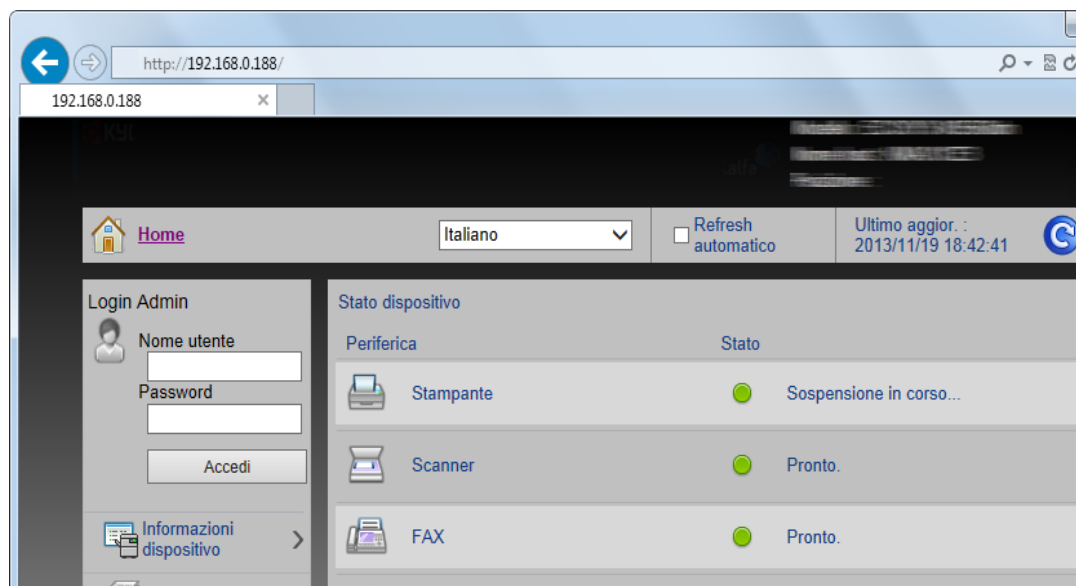 http://192.168.0.188/
192.168.0.188
Home
Italiano
Refresh
automatico
Ultimo aggior. :
2013/11/19 18:42:41
Login Admin
Nome utente
Password
Accedi
Informazioni
dispositivo
Stato dispositivo
Periferica Stato
Stampante Sospensione in corso...
Scanner Pronto.
FAX Pronto.